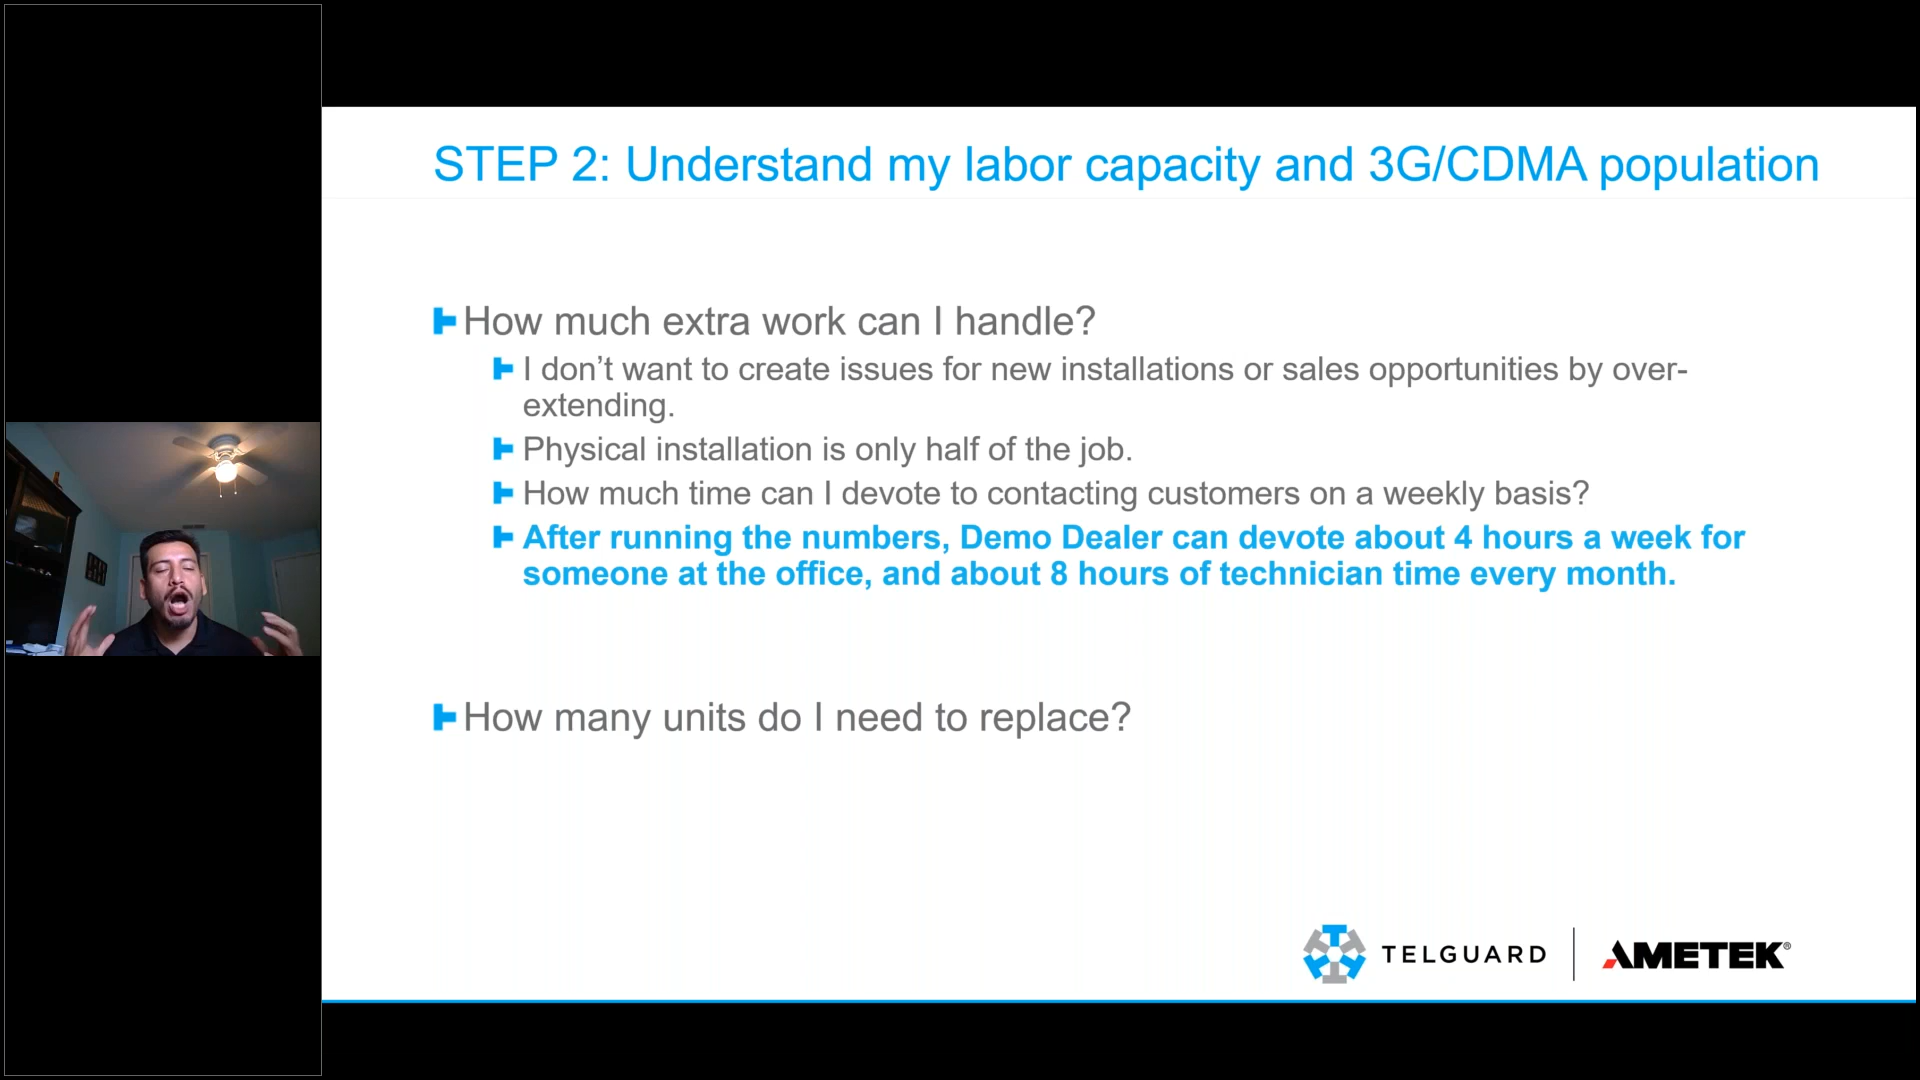 STEP 2: Understand my labor capacity and 3G/CDMA population
How much extra work can I handle?
I don’t want to create issues for new installations or sales opportunities by over-
extending.
Physical installation is only half of the job.
How much time can I devote to contacting customers on a weekly basis?
After running the numbers, Demo Dealer can devote about 4 hours a week for
someone at the office, and about 8 hours of technician time every month.
How many units do I need to replace?
TELGUARD AMETEK®